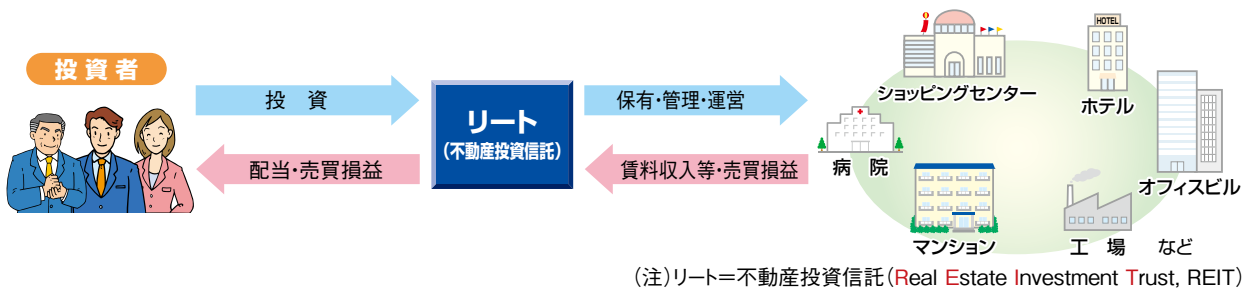 投資者
投 資
配当・売買損益
リート
(不動産投資信託)
保有・管理・運営
賃料収入等・売買損益
ショッピングセンター
HOTEL
ホテル
病 院
オフィスビル
マンション
工 場 など
(注)リート=不動産投資信託(Real Estate Investment Trust, REIT)